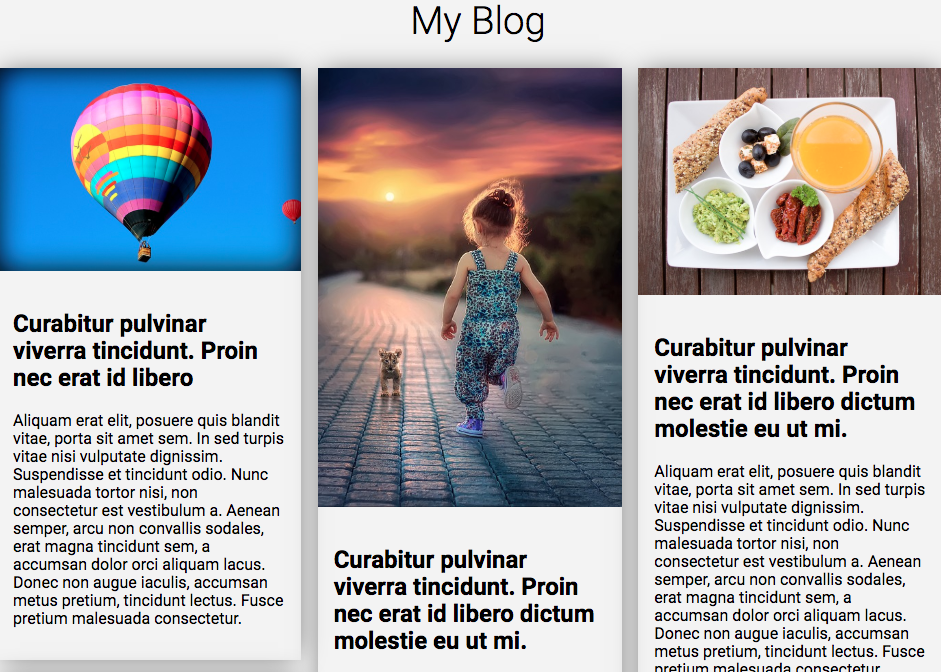 My Blog
Curabitur pulvinar
viverra tincidunt. Proin
nec erat id libero
Aliquam erat elit, posuere quis blandit
vitae, porta sit amet sem. In sed turpis
vitae nisi vulputate dignissim.
Suspendisse et tincidunt odio. Nunc
malesuada tortor nisi, non
consectetur est vestibulum a. Aenean
semper, arcu non convallis sodales,
erat magna tincidunt sem, a
accumsan dolor orci aliquam lacus.
Donec non augue iaculis, accumsan
metus pretium, tincidunt lectus. Fusce
pretium malesuada consectetur.
Curabitur pulvinar
viverra tincidunt. Proin
nec erat id libero dictum
molestie eu ut mi.
Curabitur pulvinar
viverra tincidunt. Proin
nec erat id libero dictum
molestie eu ut mi.
Aliquam erat elit, posuere quis blandit
vitae, porta sit amet sem. In sed turpis
vitae nisi vulputate dignissim.
Suspendisse et tincidunt odio. Nunc
malesuada tortor nisi, non
consectetur est vestibulum a. Aenean
semper, arcu non convallis sodales,
erat magna tincidunt sem, a
accumsan dolor orci aliquam lacus.
Donec non augue iaculis, accumsan
metus pretium, tincidunt lectus. Fusce
pretium malesuada consectetur.